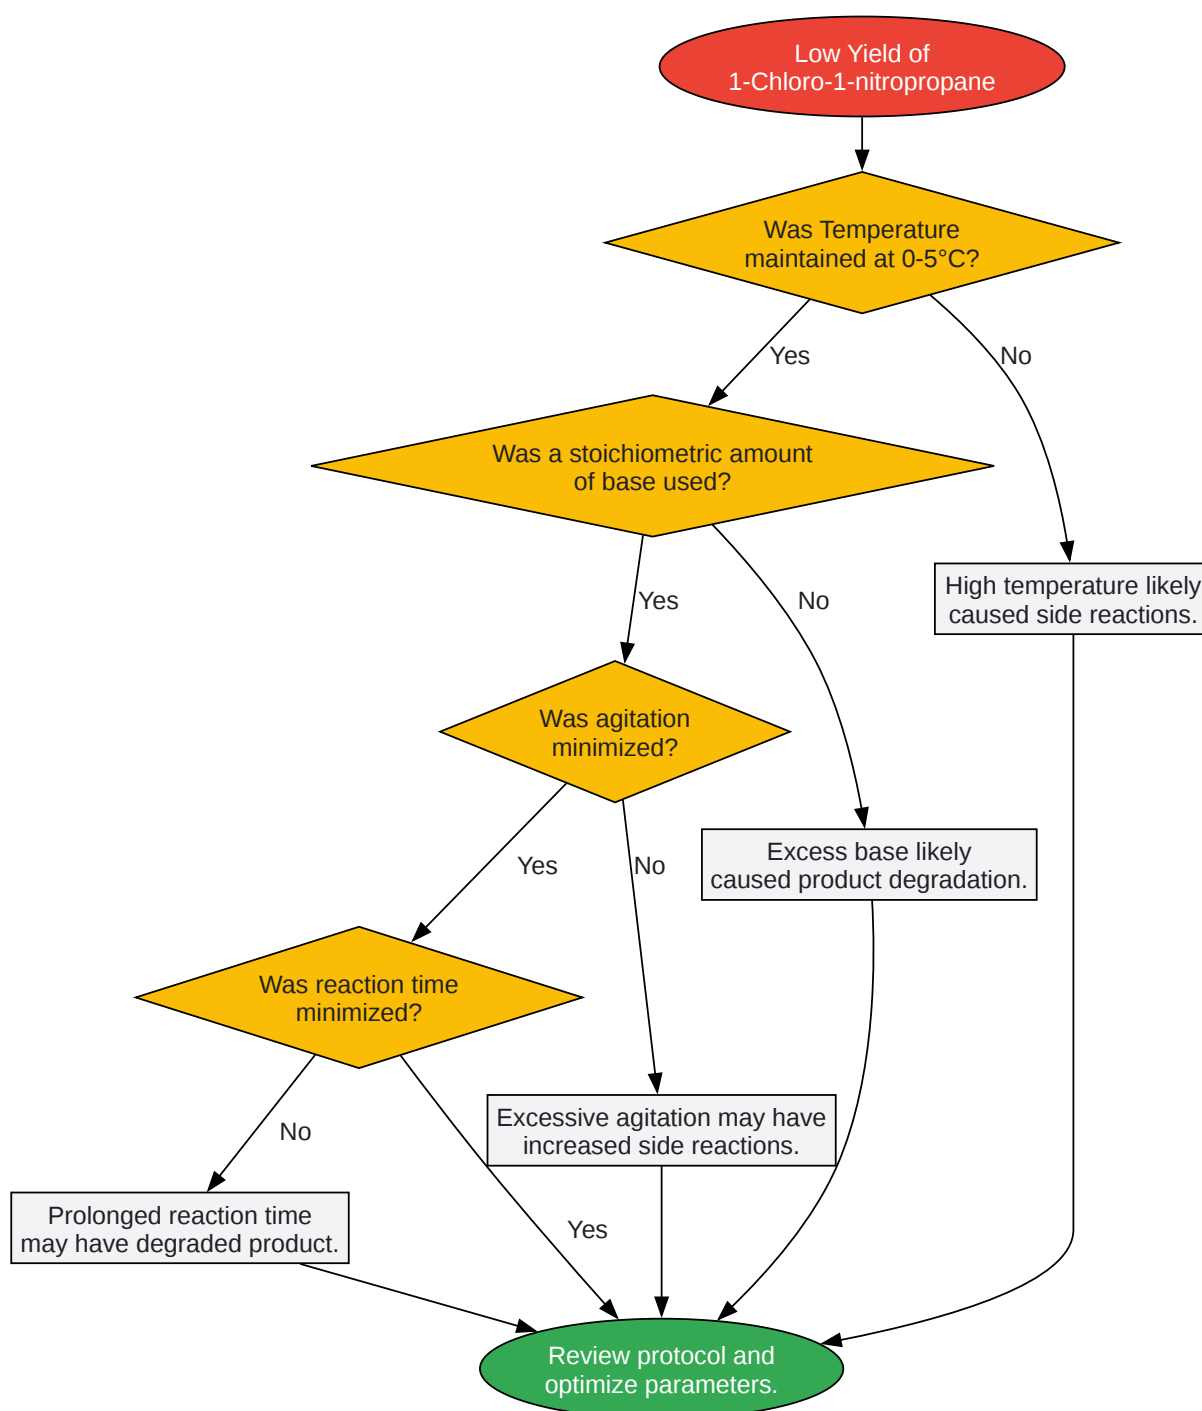 Low Yield of
1-Chloro-1-nitropropane
Was Temperature
maintained at 0-5°C?
Yes
No
Was a stoichiometric amount
of base used?
High temperature likely
caused side reactions.
Yes
No
Was agitation
minimized?
Excess base likely
caused product degradation.
Yes
No
Was reaction time
minimized?
Excessive agitation may have
increased side reactions.
No
Prolonged reaction time
may have degraded product.
Yes
Review protocol and
optimize parameters.